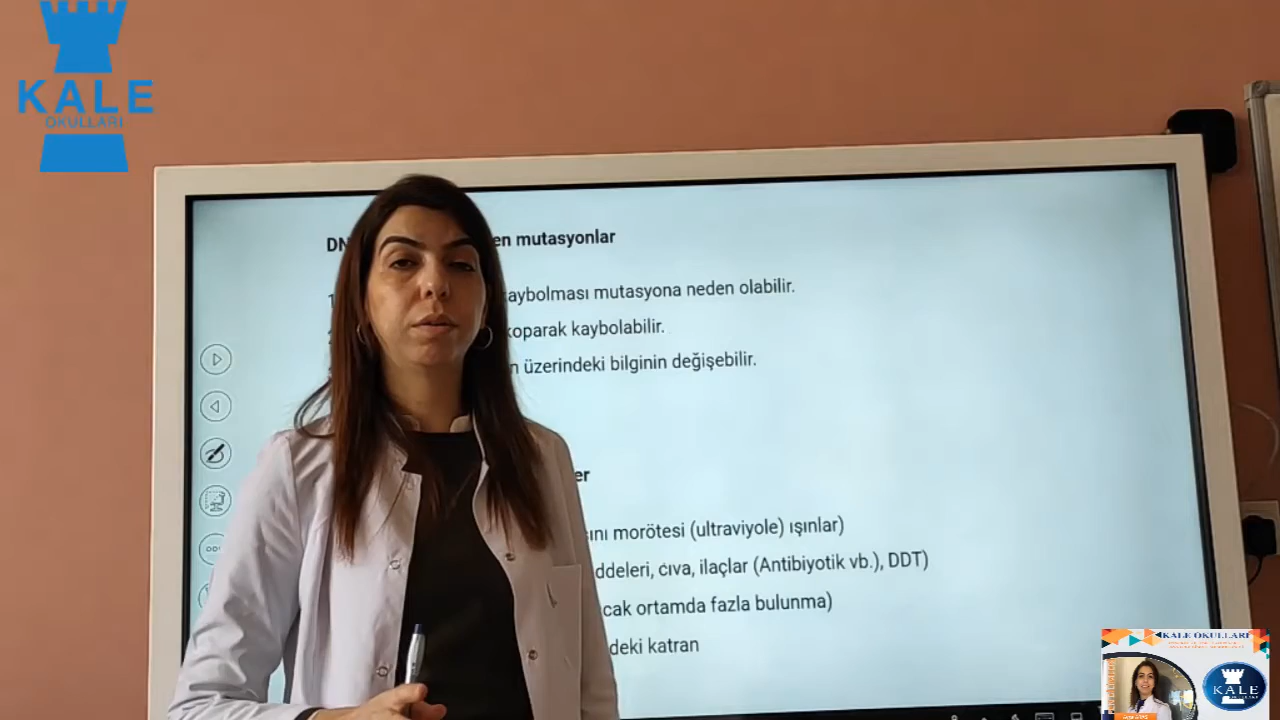 KALE
OKULLARI
DN en mutasyonlar
kaybolması mutasyona neden olabilir.
koparak kaybolabilir.
n üzerindeki bilginin değişebilir.
er
ını morötesi (ultraviyole) ışınlar)
ddeleri, cıva, ilaçlar (Antibiyotik vb.), DDT)
cak ortamda fazla bulunma)
deki katran
KALE OKULLARI
KALE